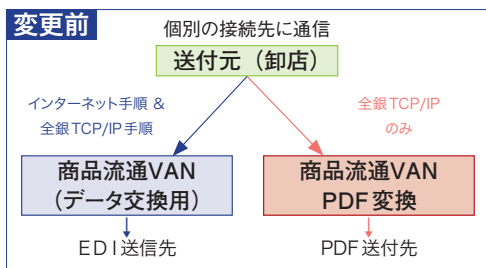 変更前
個別の接続先に通信
送付元（卸店）
インターネット手順 &
全銀TCP/IP手順
全銀TCP/IP
のみ
商品流通VAN
（データ交換用）
商品流通VAN
PDF変換
EDI送信先
PDF送付先